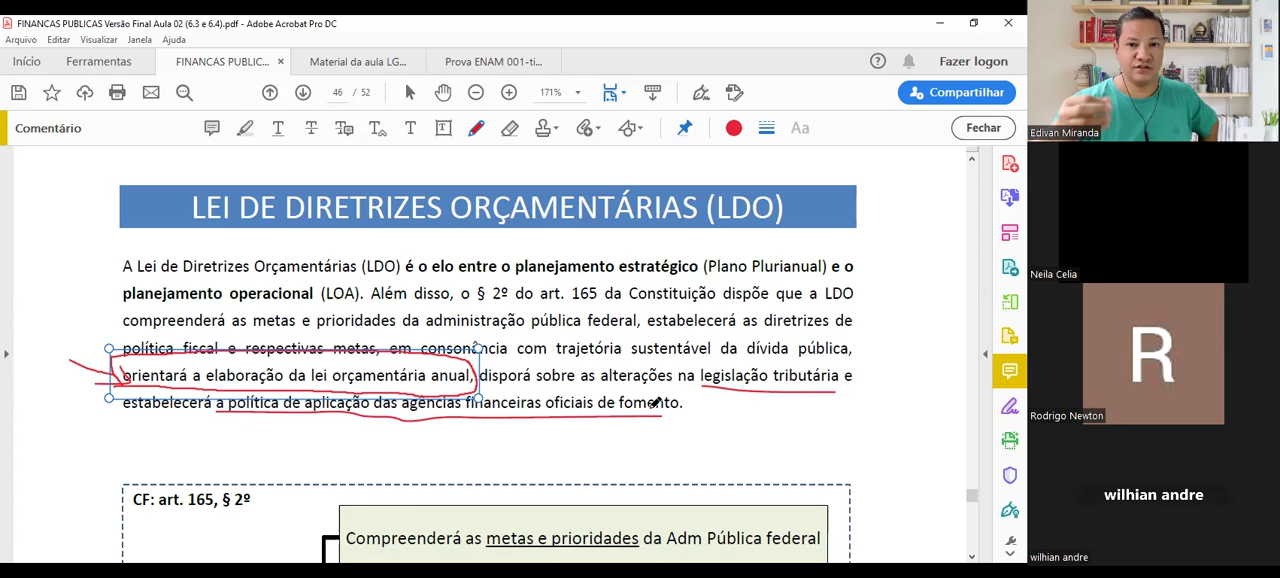 FINANCAS PUBLICAS Versão Final Aula 02 (6.3 e 6.4).pdf - Adobe Acrobat Pro DC
Arquivo Editar Visualizar Janela Ajuda
Início Ferramentas FINANCAS PUBLIC... × Material da aula LG... Prova ENAM 001-ti... Fazer logon
46 / 52 171% Compartilhar
Comentário Aa Fechar
LEI DE DIRETRIZES ORÇAMENTÁRIAS (LDO)
A Lei de Diretrizes Orçamentárias (LDO) é o elo entre o planejamento estratégico (Plano Plurianual) e o
planejamento operacional (LOA). Além disso, o § 2º do art. 165 da Constituição dispõe que a LDO
compreenderá as metas e prioridades da administração pública federal, estabelecerá as diretrizes de
política fiscal e respectivas metas, em consonância com trajetória sustentável da dívida pública,
orientará a elaboração da lei orçamentária anual, disporá sobre as alterações na legislação tributária e
estabelecerá a política de aplicação das agências financeiras oficiais de fomento.
CF: art. 165, § 2º
Compreenderá as metas e prioridades da Adm Pública federal
Edivan Miranda
Neila Celia
R
Rodrigo Newton
wilhian andre
wilhian andre